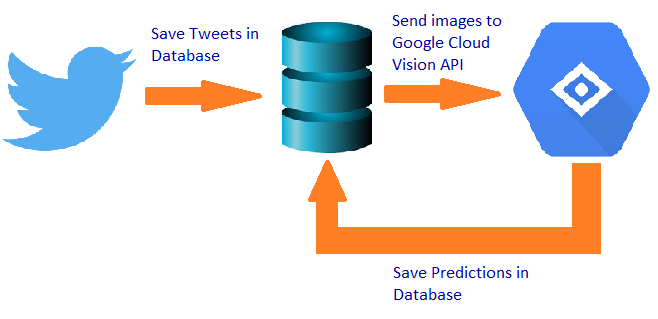 Save Tweets in
Database
Send images to
Google Cloud
Vision API
Save Predictions in
Database